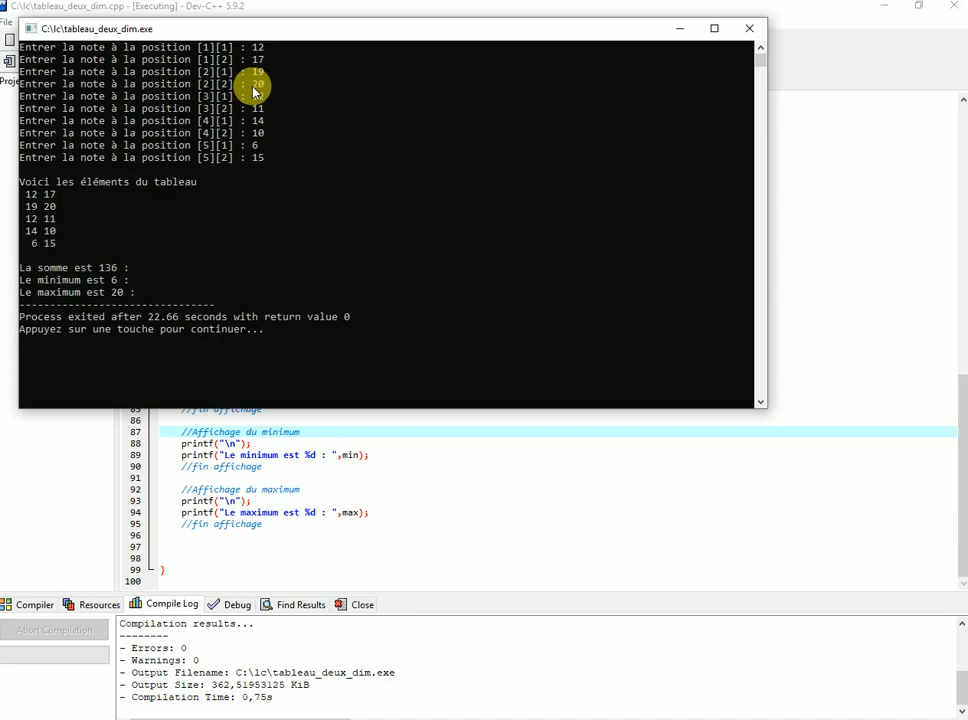 C:\lc\tableau_deux_dim.cpp - [Executing] - Dev-C++ 5.9.2
File
C:\lc\tableau_deux_dim.exe
Entrer la note à la position [1][1] : 12
Entrer la note à la position [1][2] : 17
Entrer la note à la position [2][1] : 19
Entrer la note à la position [2][2] : 20
Entrer la note à la position [3][1] : 12
Entrer la note à la position [3][2] : 11
Entrer la note à la position [4][1] : 14
Entrer la note à la position [4][2] : 10
Entrer la note à la position [5][1] : 6
Entrer la note à la position [5][2] : 15
Voici les éléments du tableau
12 17
19 20
12 11
14 10
6 15
La somme est 136 :
Le minimum est 6 :
Le maximum est 20 :
--------------------------------
Process exited after 22.66 seconds with return value 0
Appuyez sur une touche pour continuer...
Proje
85 //fin affichage
86
87 //Affichage du minimum
88 printf("\n");
89 printf("Le minimum est %d : ",min);
90 //fin affichage
91
92 //Affichage du maximum
93 printf("\n");
94 printf("Le maximum est %d : ",max);
95 //fin affichage
96
97
98
99 }
100
Compiler Resources Compile Log Debug Find Results Close
Abort Compilation
Compilation results...
--------
- Errors: 0
- Warnings: 0
- Output Filename: C:\lc\tableau_deux_dim.exe
- Output Size: 362,51953125 KiB
- Compilation Time: 0,75s